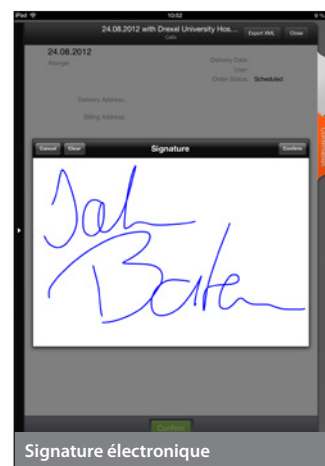 iPad
10:52
9 %
24.08.2012 with Drexel University Hos...
Calls
Export XML
Close
24.08.2012
Delivery Date:
User:
Order Status: Scheduled
Delivery Address:
Billing Address:
Cancel
Clear
Signature
Confirm
Confirm
Signature électronique